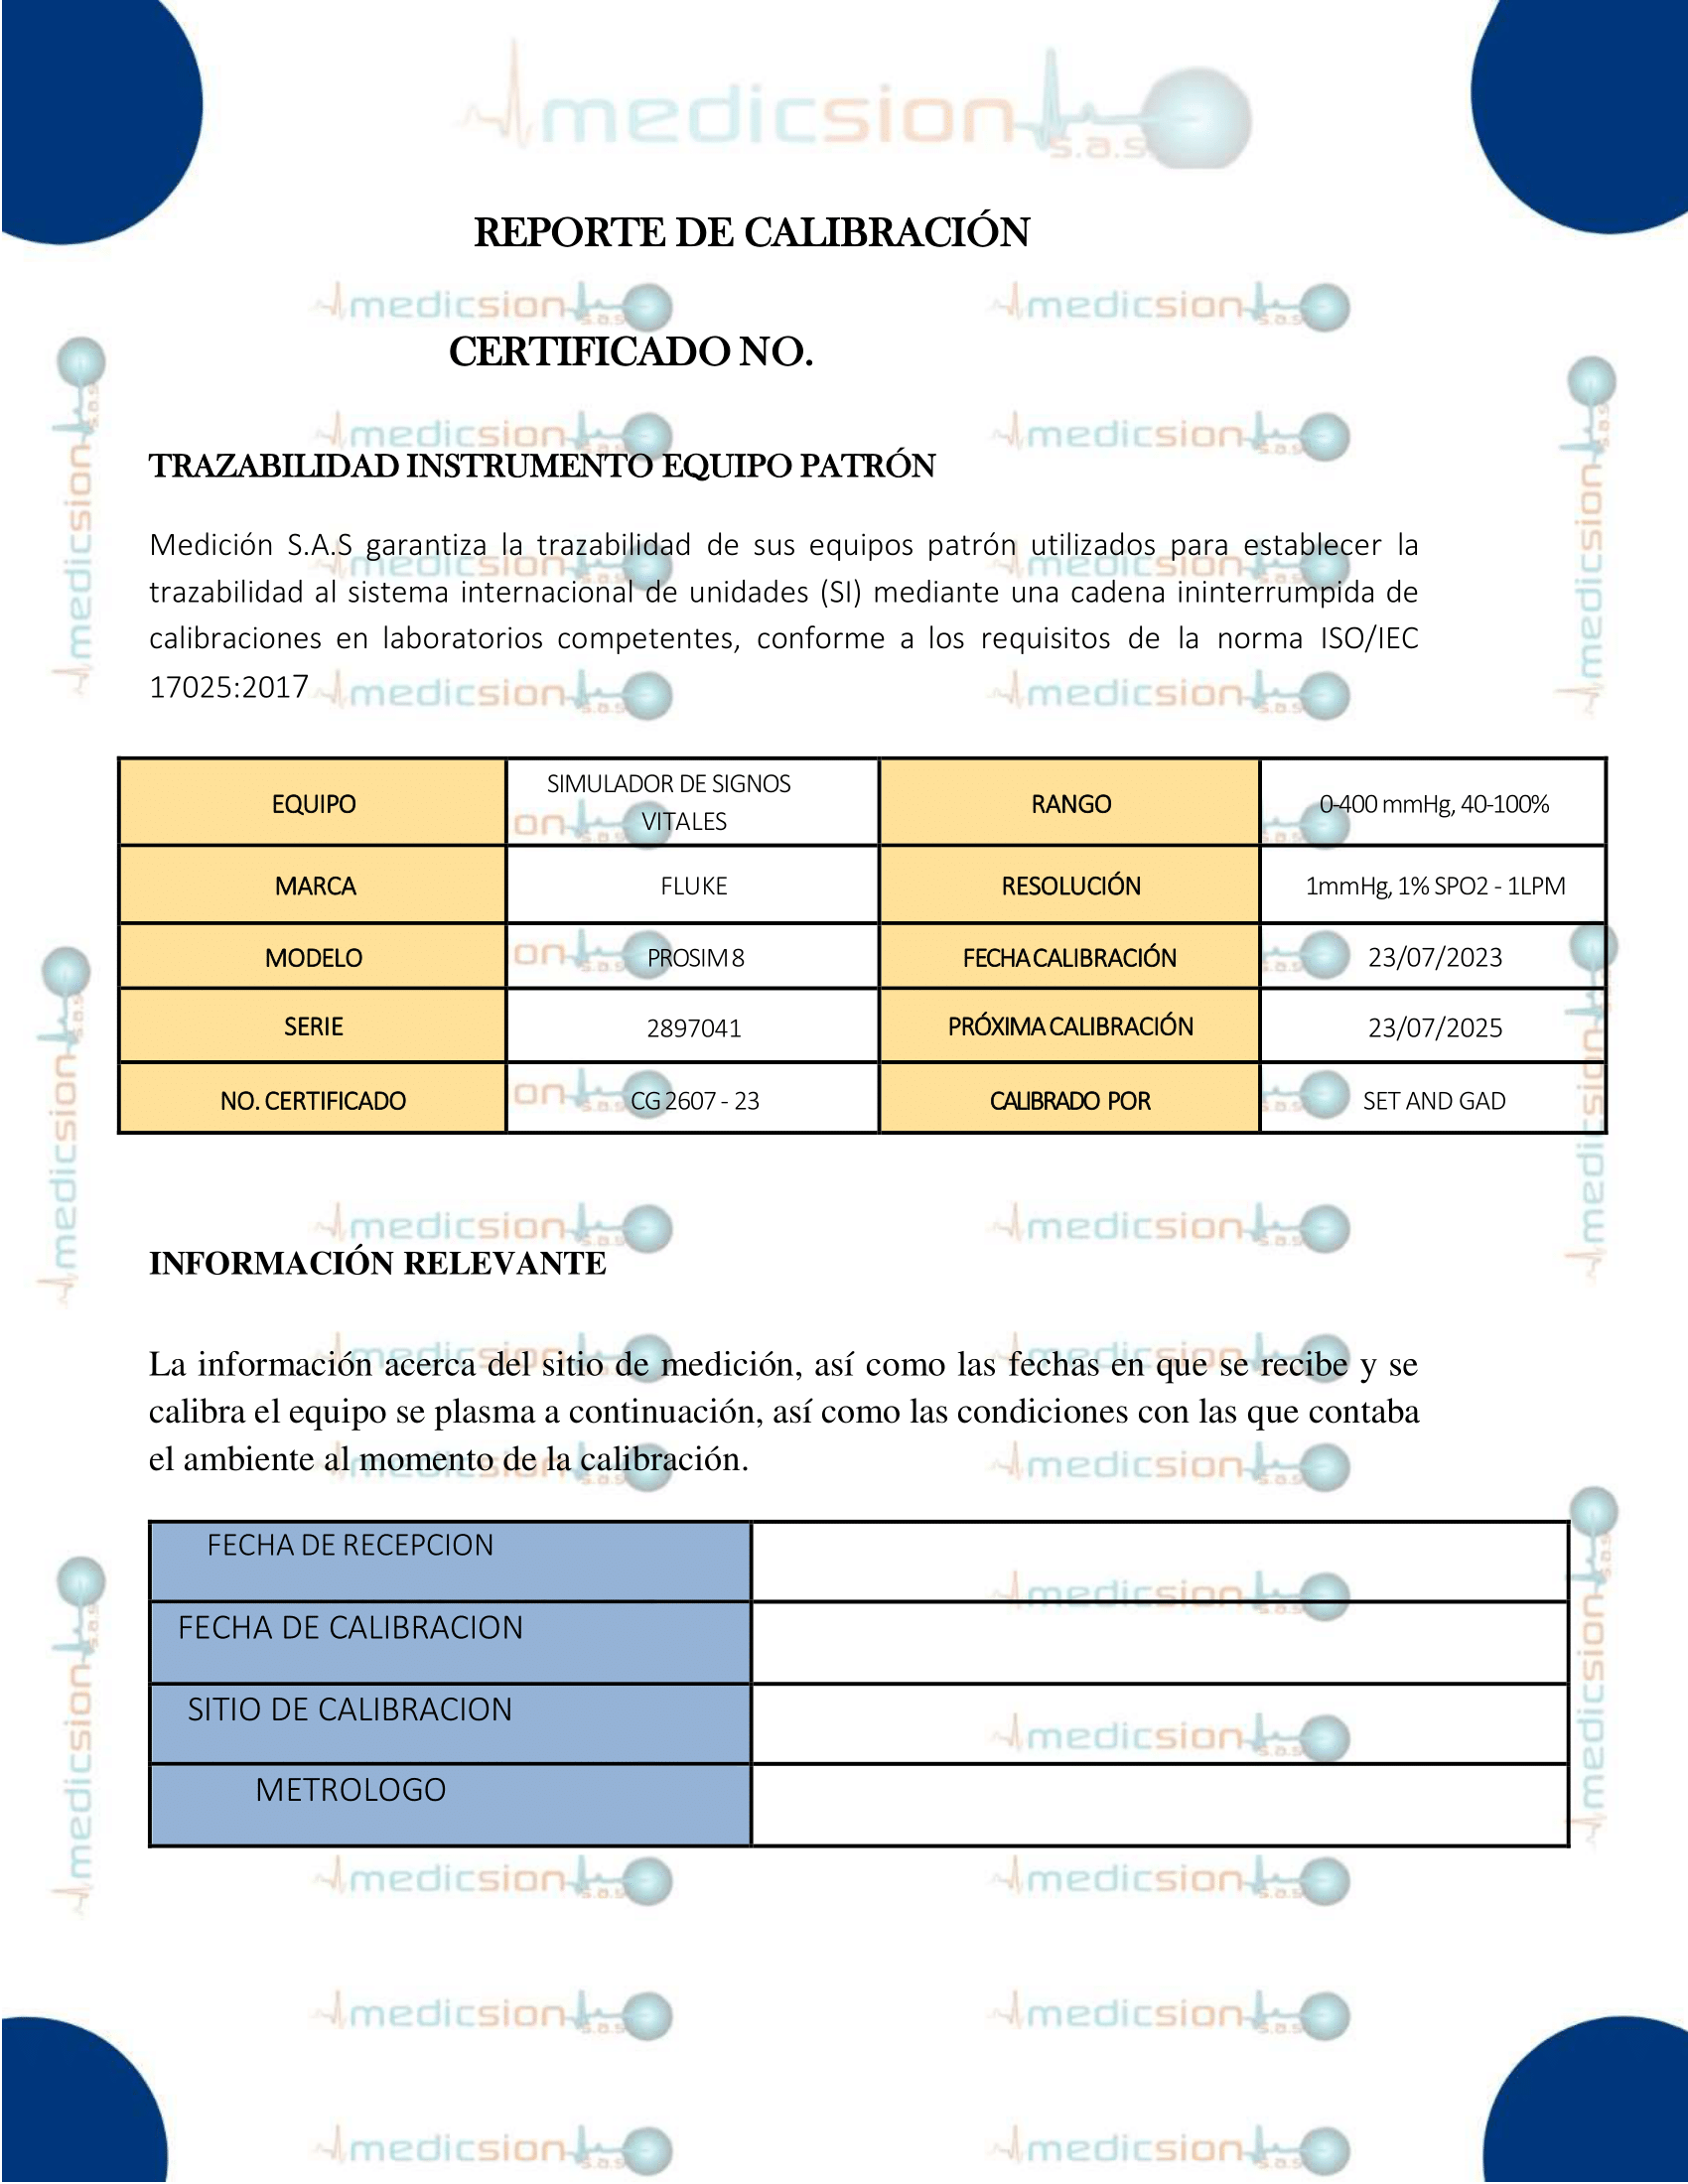 medicsion s.a.s
REPORTE DE CALIBRACIÓN
CERTIFICADO NO.
TRAZABILIDAD INSTRUMENTO EQUIPO PATRÓN
Medición S.A.S garantiza la trazabilidad de sus equipos patrón utilizados para establecer la
trazabilidad al sistema internacional de unidades (SI) mediante una cadena ininterrumpida de
calibraciones en laboratorios competentes, conforme a los requisitos de la norma ISO/IEC
17025:2017
EQUIPO SIMULADOR DE SIGNOS VITALES RANGO 0-400 mmHg, 40-100%
MARCA FLUKE RESOLUCIÓN 1mmHg, 1% SPO2 - 1LPM
MODELO PROSIM 8 FECHA CALIBRACIÓN 23/07/2023
SERIE 2897041 PRÓXIMA CALIBRACIÓN 23/07/2025
NO. CERTIFICADO CG 2607 - 23 CALIBRADO POR SET AND GAD
INFORMACIÓN RELEVANTE
La información acerca del sitio de medición, así como las fechas en que se recibe y se
calibra el equipo se plasma a continuación, así como las condiciones con las que contaba
el ambiente al momento de la calibración.
FECHA DE RECEPCION
FECHA DE CALIBRACION
SITIO DE CALIBRACION
METROLOGO